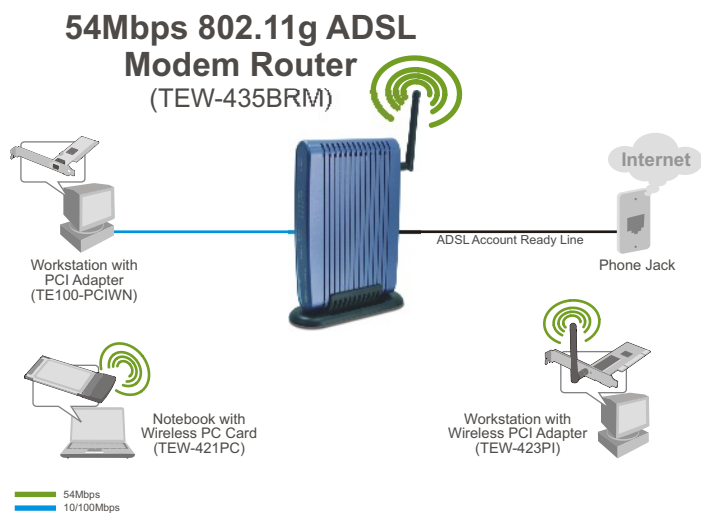 54Mbps 802.11g ADSL
Modem Router
(TEW-435BRM)
Internet
ADSL Account Ready Line
Phone Jack
Workstation with
PCI Adapter
(TE100-PCIWN)
Notebook with
Wireless PC Card
(TEW-421PC)
Workstation with
Wireless PCI Adapter
(TEW-423PI)
54Mbps
10/100Mbps